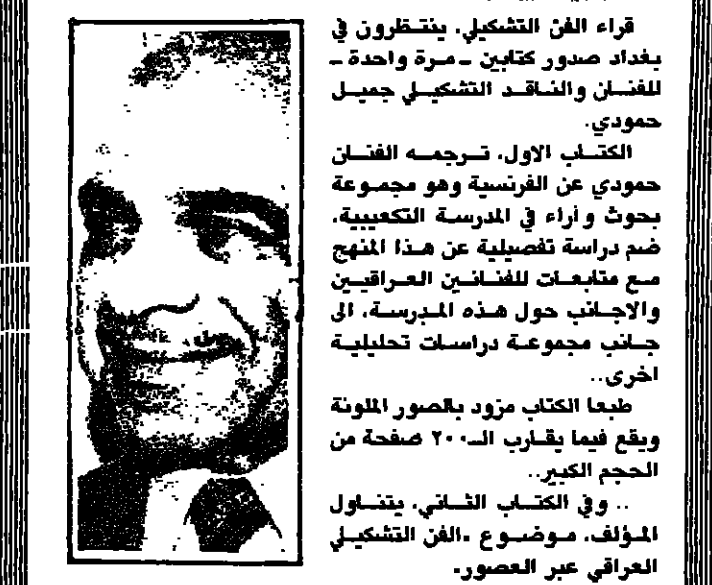 قراء الفن التشكيلي، ينتظرون في
بغداد صدور كتابين - مرة واحدة -
للفنان والناقد التشكيلي جميل
حمودي.
الكتاب الاول، ترجمه الفنان
حمودي عن الفرنسية وهو مجموعة
بحوث وأراء في المدرسة التكعيبية،
ضم دراسة تفصيلية عن هذا المنهج
مع متابعات للفنانين العراقيين
والاجانب حول هذه المدرسة، الى
جانب مجموعة دراسات تحليلية
اخرى..
طبعا الكتاب مزود بالصور الملونة
ويقع فيما يقارب الـ٢٠٠ صفحة من
الحجم الكبير..
.. وفي الكتاب الثاني، يتناول
المؤلف، موضوع «الفن التشكيلي
العراقي عبر العصور»